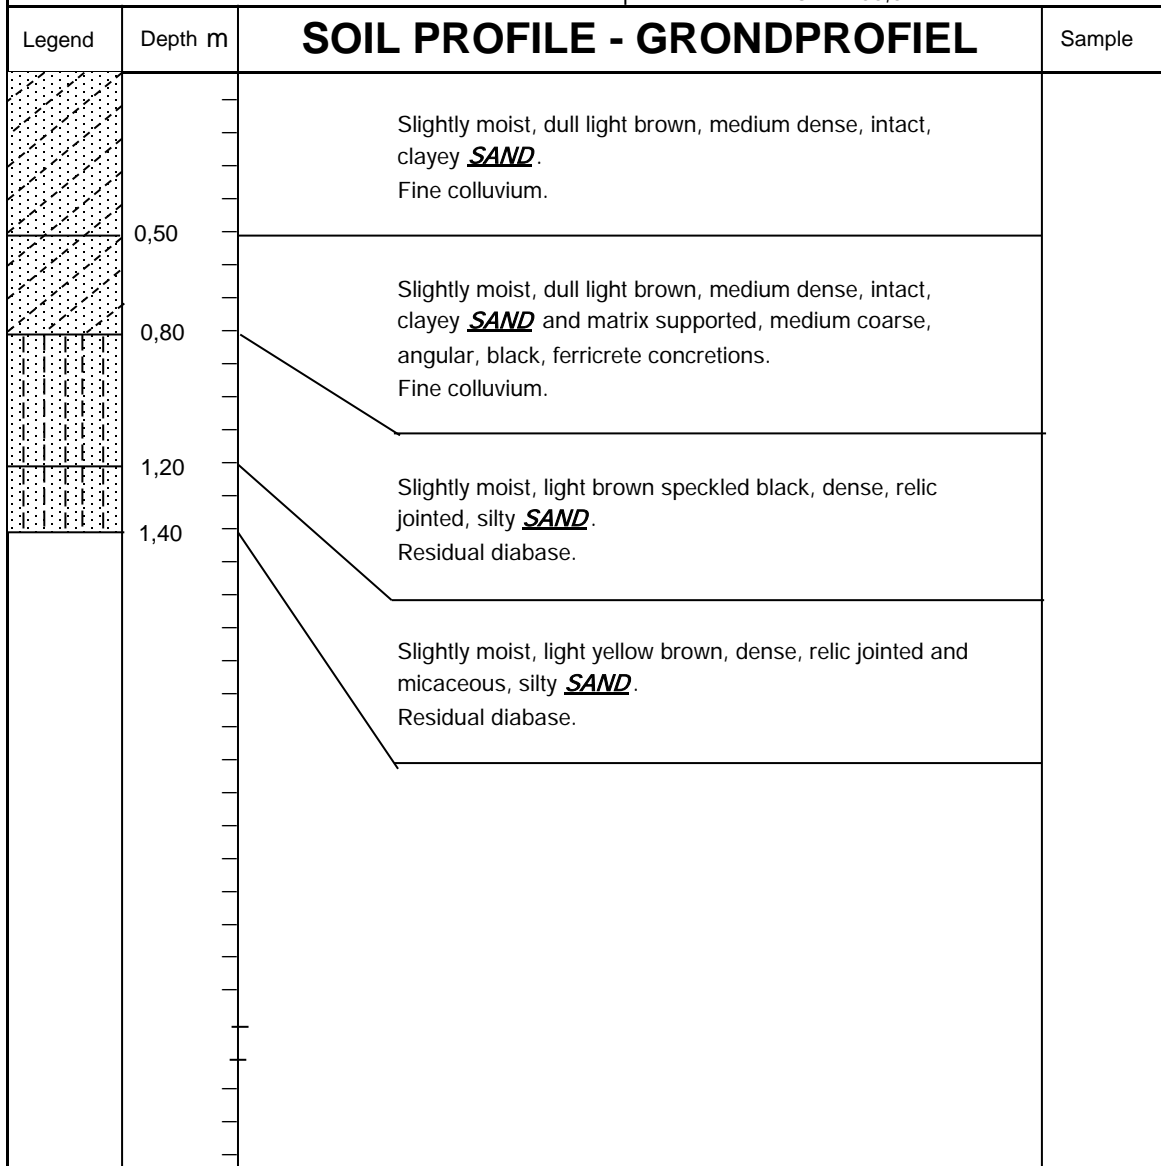 Legend Depth m SOIL PROFILE - GRONDPROFIEL Sample
Slightly moist, dull light brown, medium dense, intact,
clayey SAND.
Fine colluvium.
0,50
Slightly moist, dull light brown, medium dense, intact,
clayey SAND and matrix supported, medium coarse,
0,80
angular, black, ferricrete concretions.
Fine colluvium.
1,20
Slightly moist, light brown speckled black, dense, relic
jointed, silty SAND.
1,40
Residual diabase.
Slightly moist, light yellow brown, dense, relic jointed and
micaceous, silty SAND.
Residual diabase.